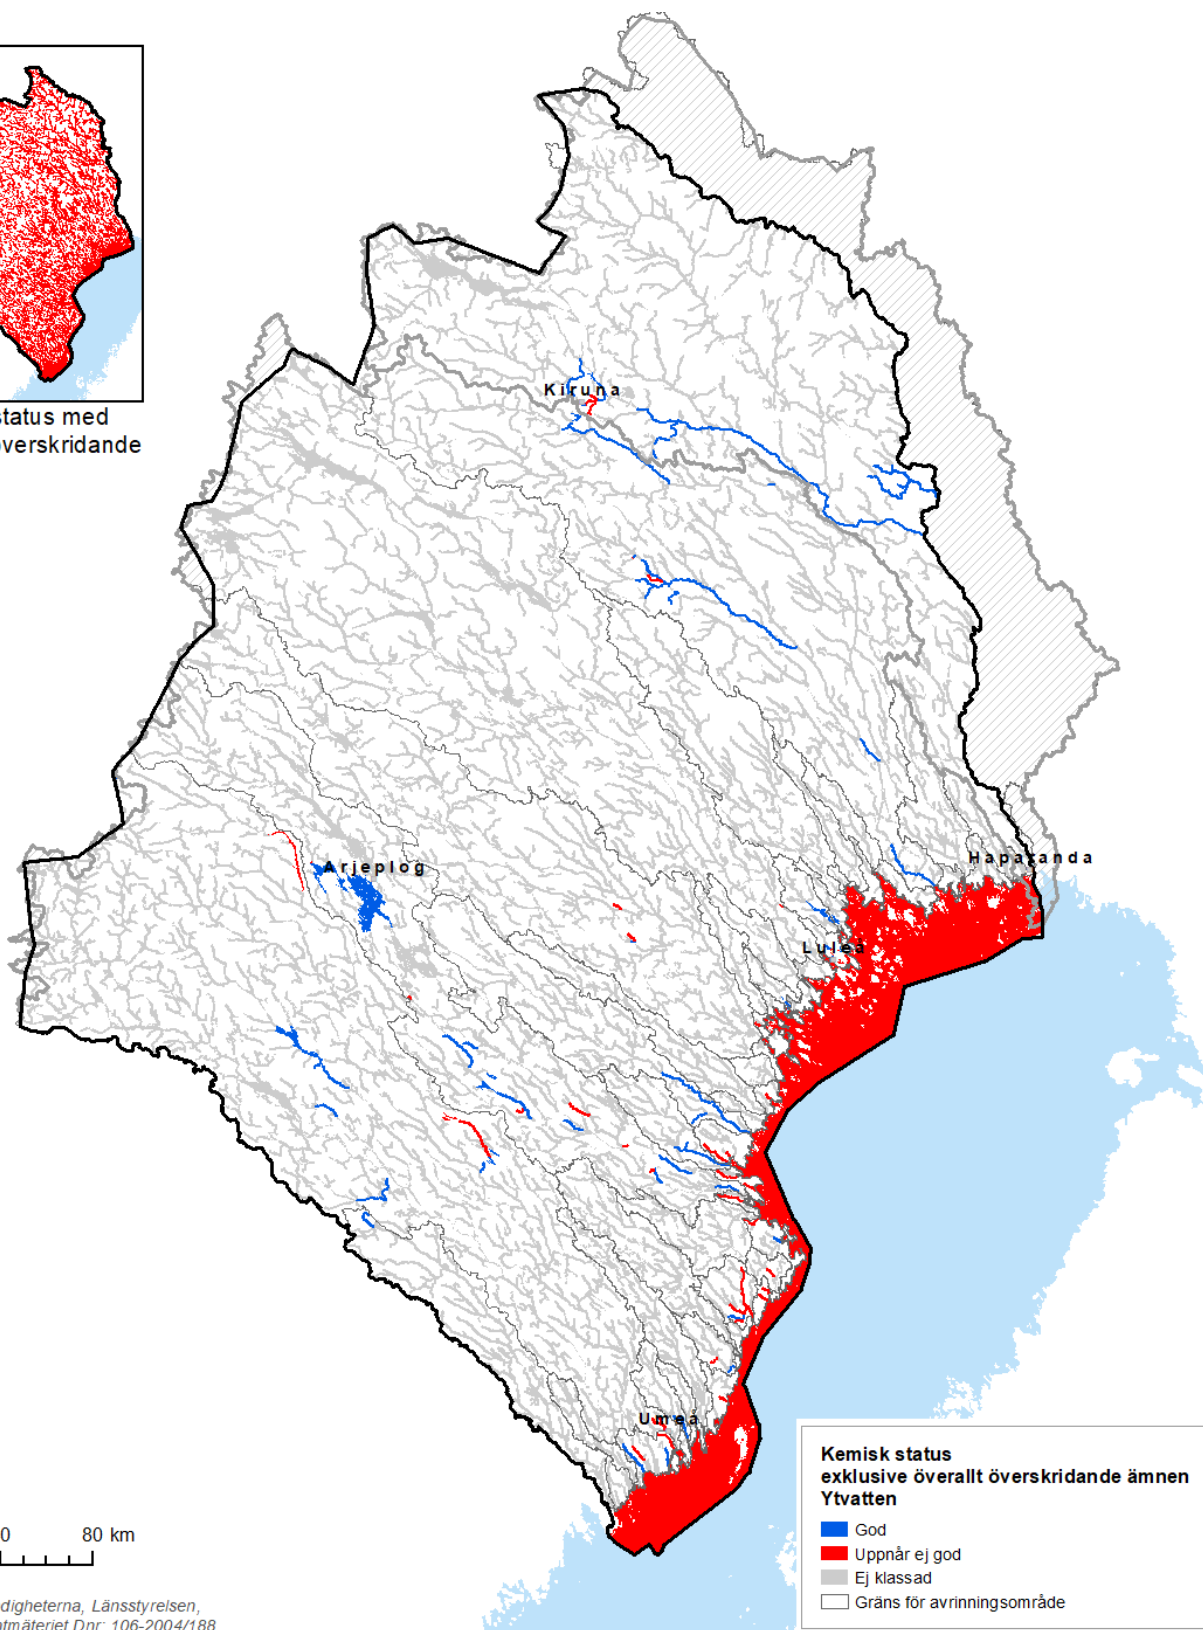 status med
överskridande
Kiruna
Arjeplog
Haparanda
Luleå
Umeå
0 80 km
digheterna, Länsstyrelsen,
ntmäteriet Dnr: 106-2004/188
Kemisk status
exklusive överallt överskridande ämnen
Ytvatten
God
Uppnår ej god
Ej klassad
Gräns för avrinningsområde